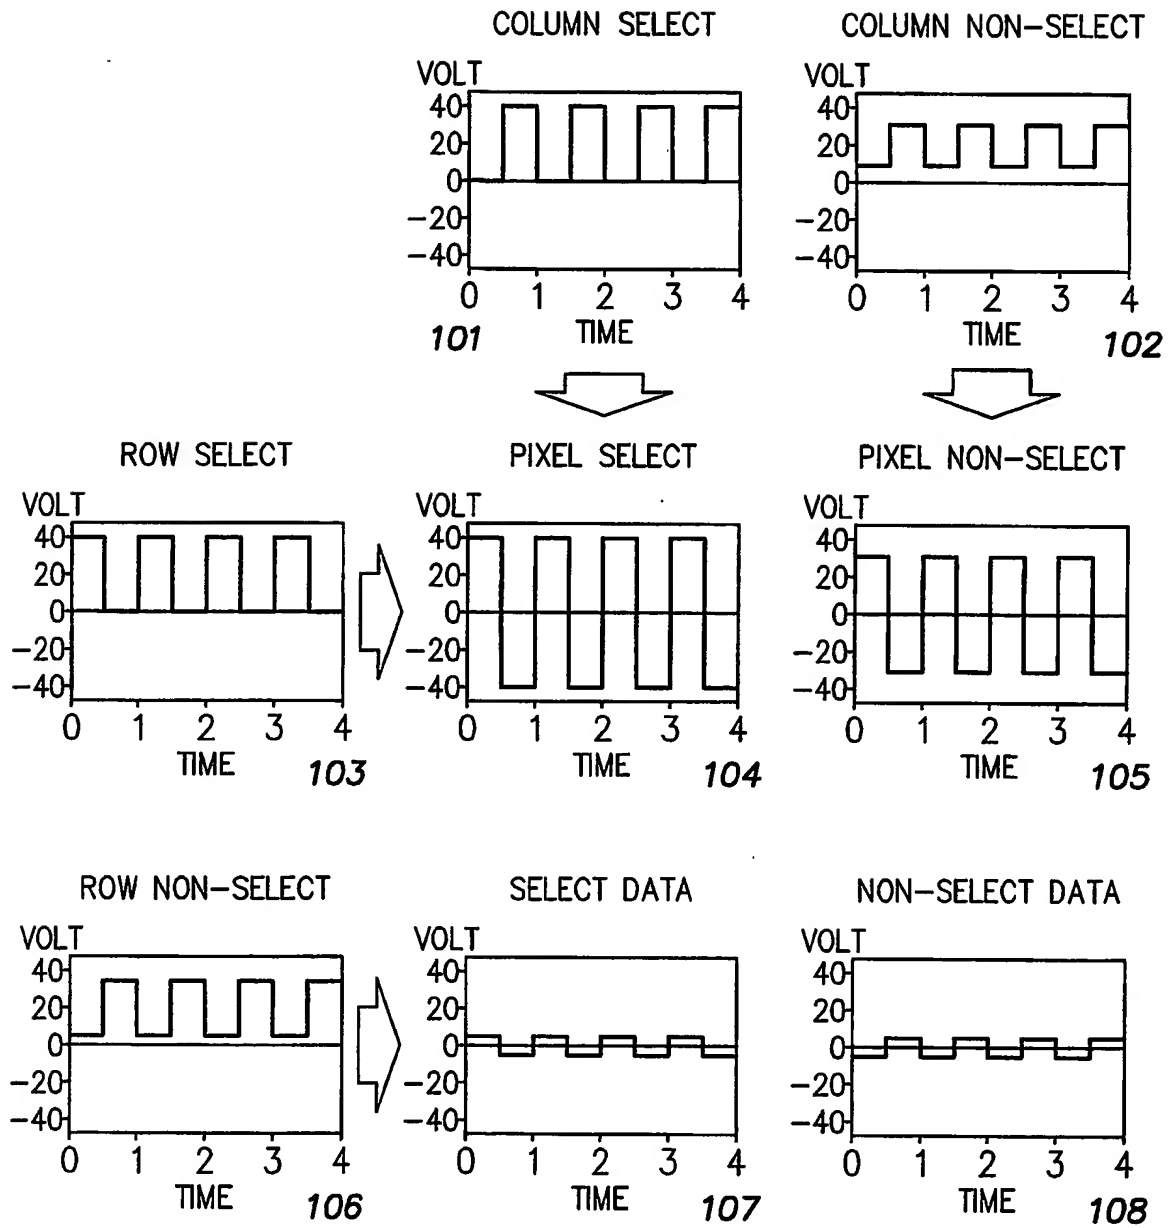 COLUMN SELECT
COLUMN NON-SELECT
VOLT
40
20
0
-20
-40
0 1 2 3 4
TIME
101
VOLT
40
20
0
-20
-40
0 1 2 3 4
TIME
102
ROW SELECT
PIXEL SELECT
PIXEL NON-SELECT
VOLT
40
20
0
-20
-40
0 1 2 3 4
TIME
103
VOLT
40
20
0
-20
-40
0 1 2 3 4
TIME
104
VOLT
40
20
0
-20
-40
0 1 2 3 4
TIME
105
ROW NON-SELECT
SELECT DATA
NON-SELECT DATA
VOLT
40
20
0
-20
-40
0 1 2 3 4
TIME
106
VOLT
40
20
0
-20
-40
0 1 2 3 4
TIME
107
VOLT
40
20
0
-20
-40
0 1 2 3 4
TIME
108